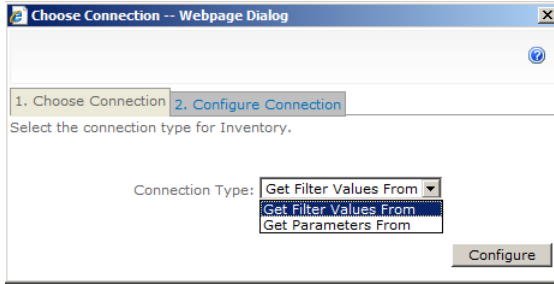 Choose Connection -- Webpage Dialog
1. Choose Connection 2. Configure Connection
Select the connection type for Inventory.
Connection Type: Get Filter Values From
Get Filter Values From
Get Parameters From
Configure